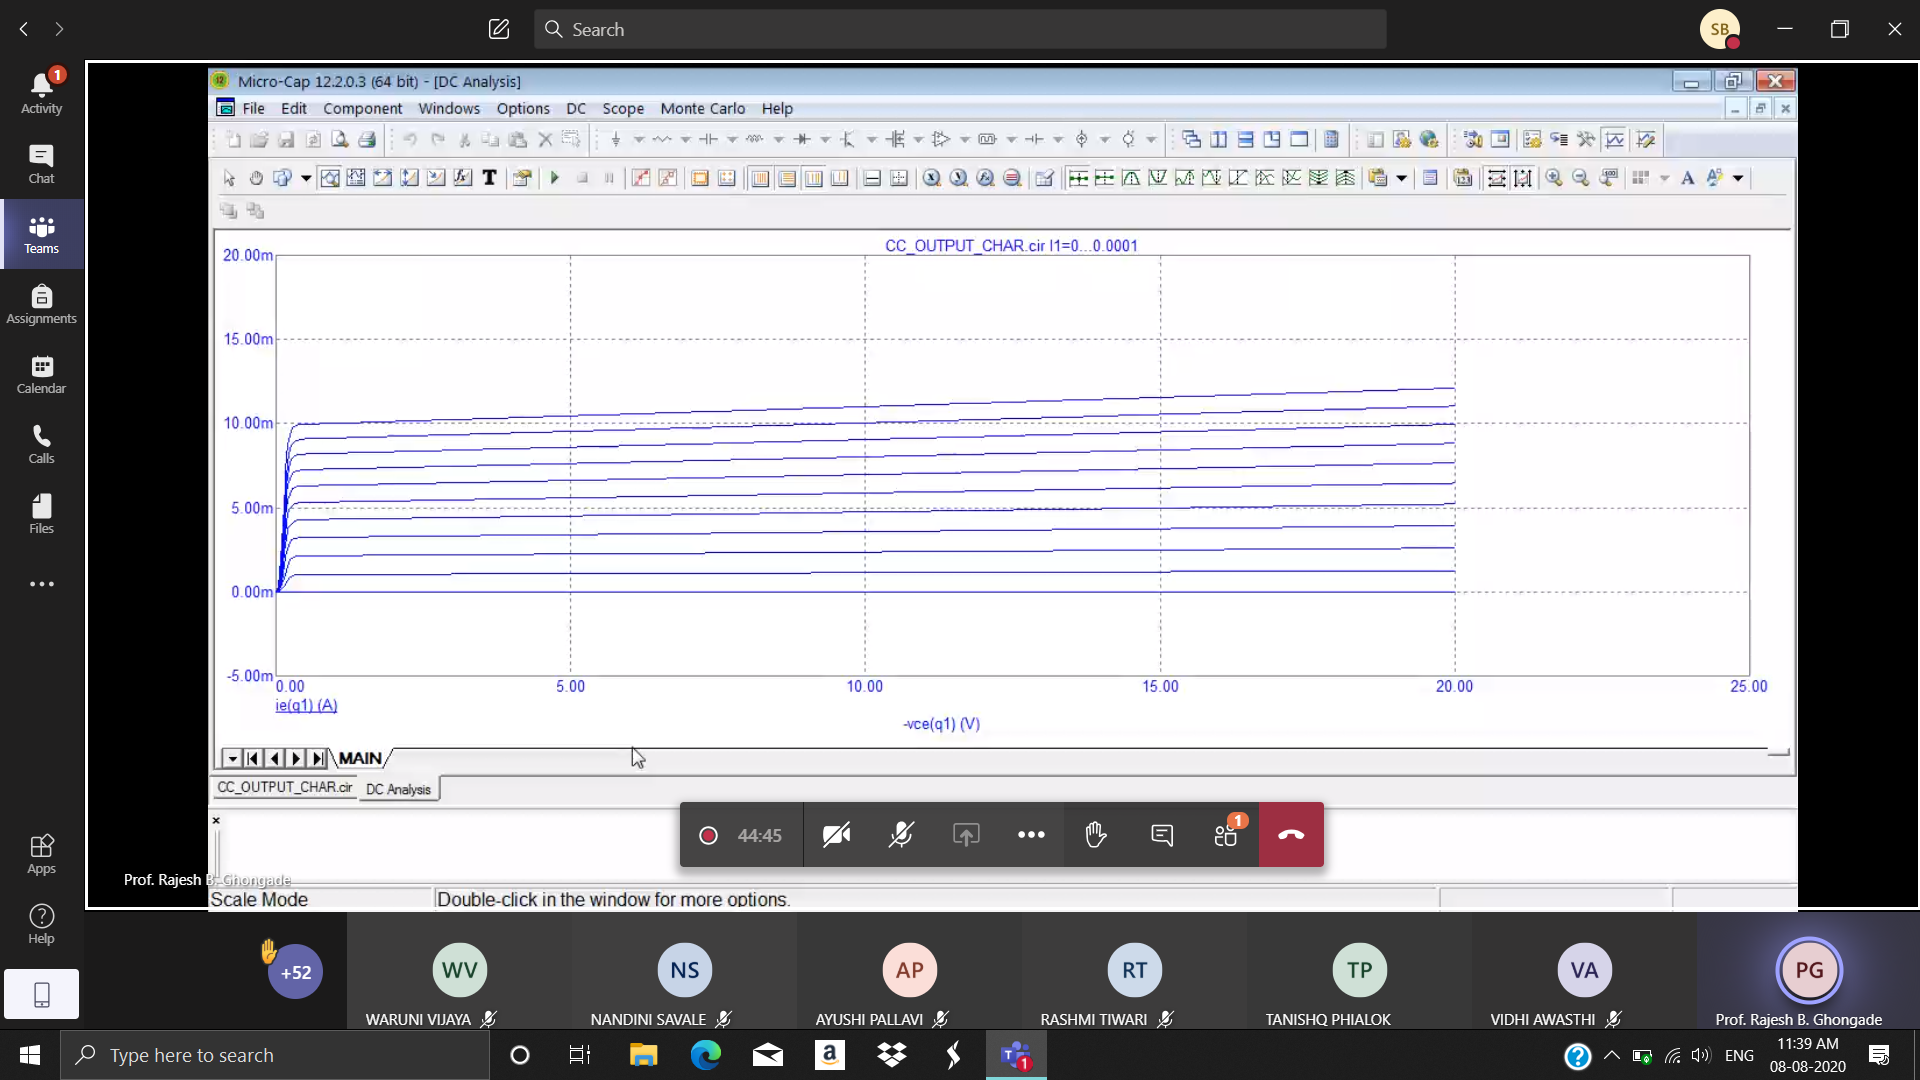 Search
SB
1
Activity
Chat
Teams
Assignments
Calendar
Calls
Files
Apps
Help
Micro-Cap 12.2.0.3 (64 bit) - [DC Analysis]
File Edit Component Windows Options DC Scope Monte Carlo Help
CC_OUTPUT_CHAR.cir I1=0...0.0001
20.00m
15.00m
10.00m
5.00m
0.00m
-5.00m
0.00 5.00 10.00 15.00 20.00 25.00
ie(q1) (A)
-vce(q1) (V)
MAIN
CC_OUTPUT_CHAR.cir DC Analysis
44:45
1
Prof. Rajesh B. Ghongade
Scale Mode Double-click in the window for more options.
+52 WV NS AP RT TP VA PG
WARUNI VIJAYA NANDINI SAVALE AYUSHI PALLAVI RASHMI TIWARI TANISHQ PHIALOK VIDHI AWASTHI Prof. Rajesh B. Ghongade
Type here to search
1
ENG
11:39 AM
08-08-2020